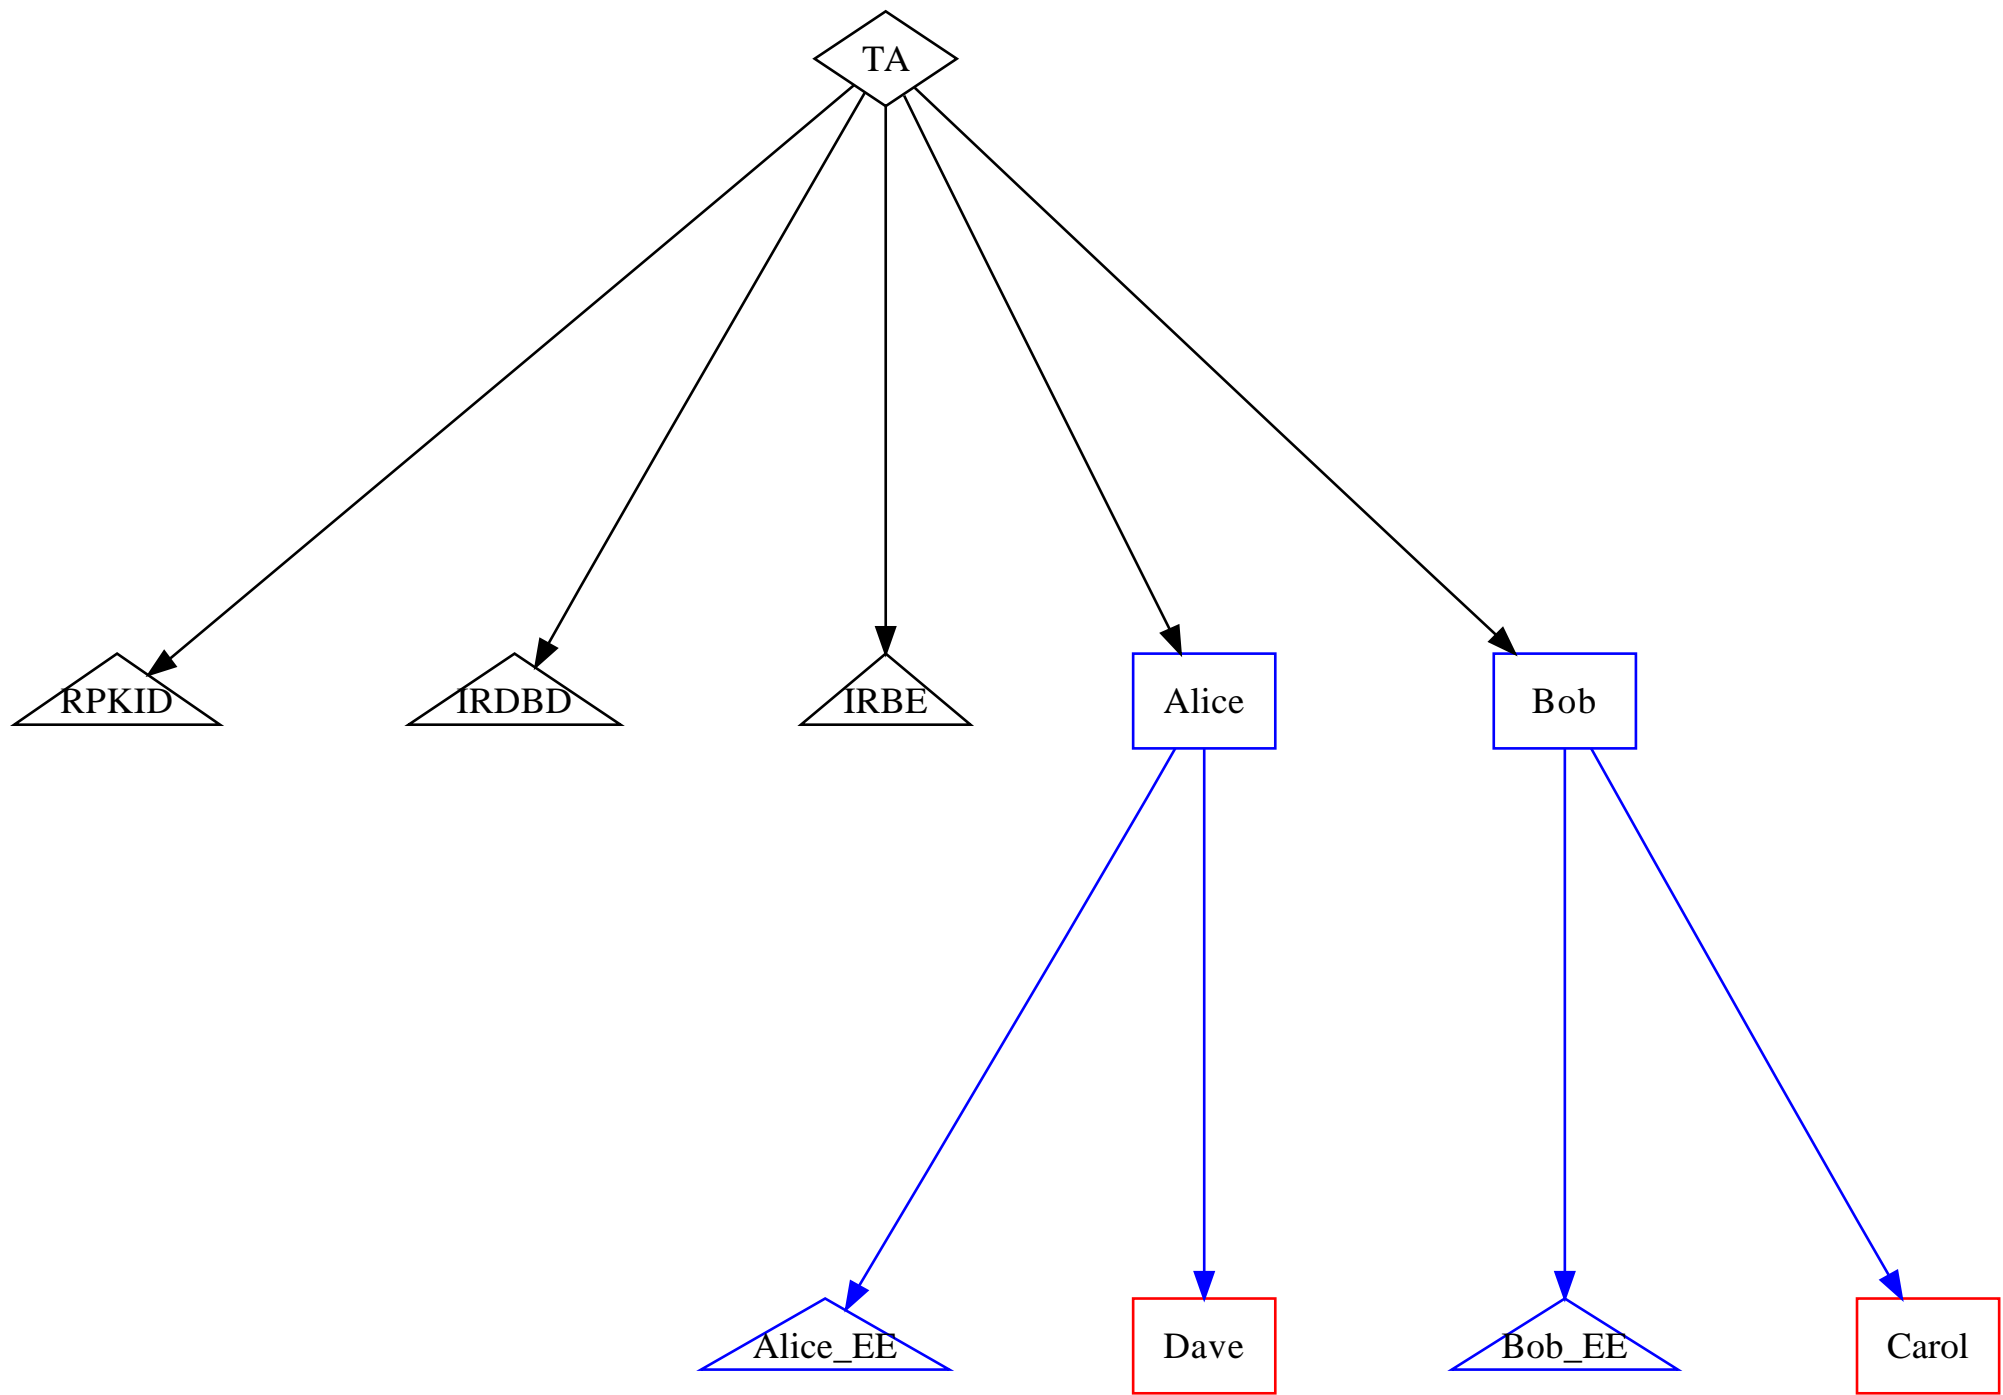 TA
RPKID
IRDBD
IRBE
Alice
Bob
Alice_EE
Dave
Bob_EE
Carol